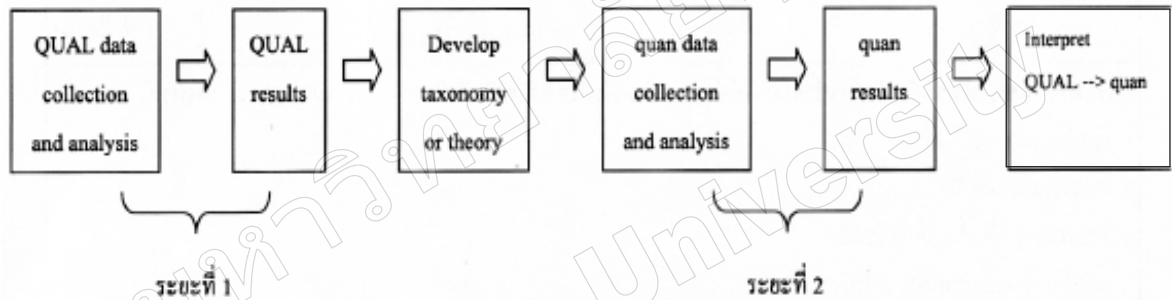 QUAL data
collection
and analysis
QUAL
results
Develop
taxonomy
or theory
quan data
collection
and analysis
quan
results
Interpret
QUAL --> quan
ระยะที่ 1
ระยะที่ 2
University